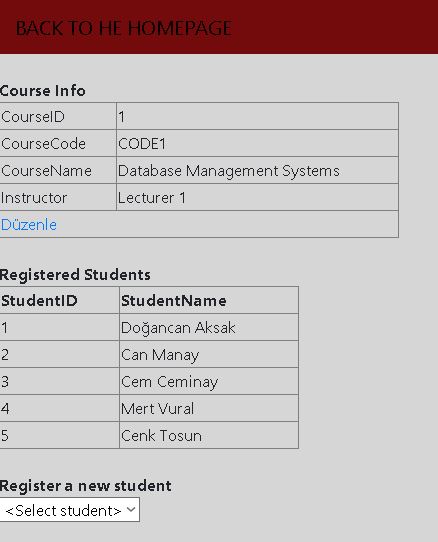 BACK TO HE HOMEPAGE
Course Info
CourseID 1
CourseCode CODE1
CourseName Database Management Systems
Instructor Lecturer 1
Düzenle
Registered Students
StudentID StudentName
1 Doğancan Aksak
2 Can Manay
3 Cem Ceminay
4 Mert Vural
5 Cenk Tosun
Register a new student
<Select student>